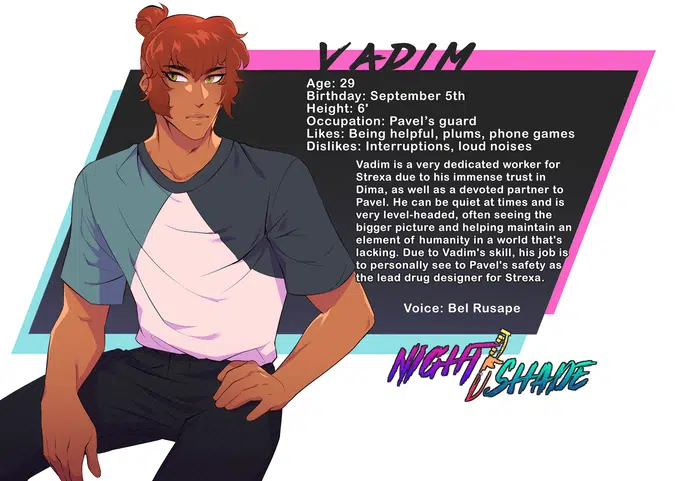 VADIM
Age: 29
Birthday: September 5th
Height: 6'
Occupation: Pavel's guard
Likes: Being helpful, plums, phone games
Dislikes: Interruptions, loud noises
Vadim is a very dedicated worker for
Strexa due to his immense trust in
Dima, as well as a devoted partner to
Pavel. He can be quiet at times and is
very level-headed, often seeing the
bigger picture and helping maintain an
element of humanity in a world that's
lacking. Due to Vadim's skill, his job is
to personally see to Pavel's safety as
the lead drug designer for Strexa.
Voice: Bel Rusape
NIGHTSHADE